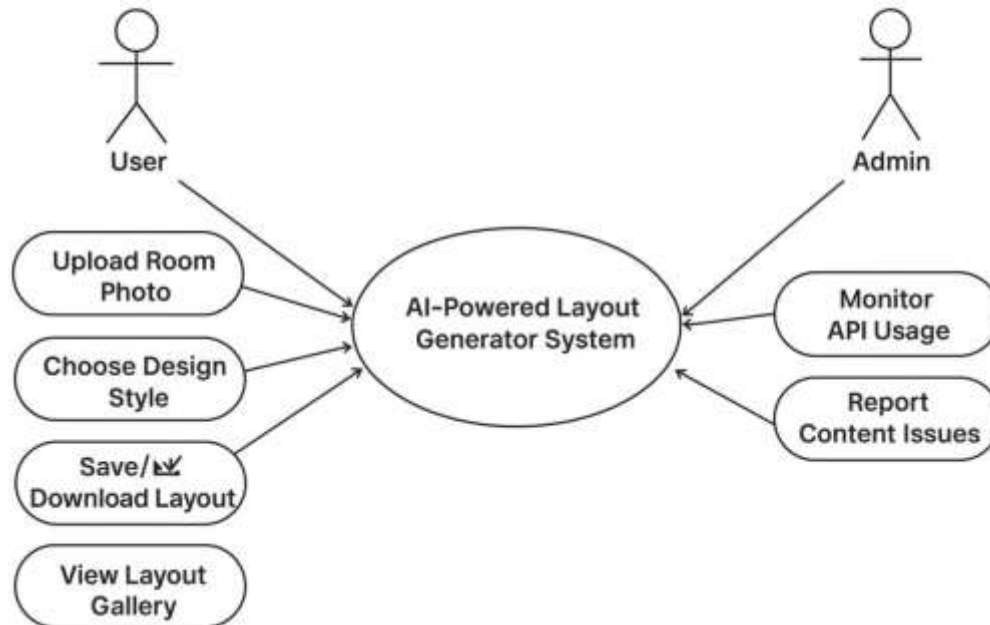 User
Admin
Upload Room
Photo
AI-Powered Layout
Generator System
Monitor
API Usage
Choose Design
Style
Report
Content Issues
Save/
Download Layout
View Layout
Gallery